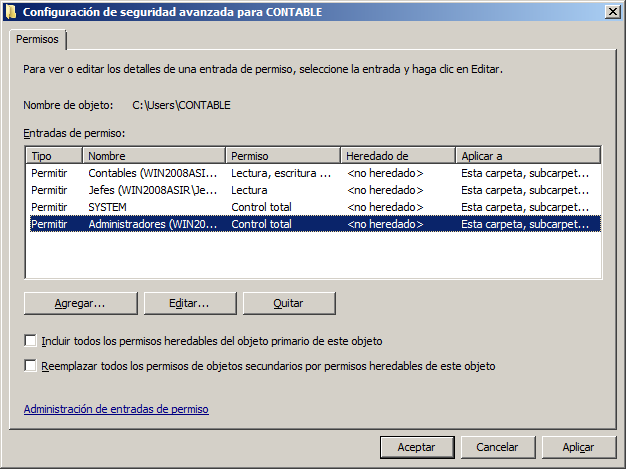 Configuración de seguridad avanzada para CONTABLE
Permisos
Para ver o editar los detalles de una entrada de permiso, seleccione la entrada y haga clic en Editar.
Nombre de objeto: C:\Users\CONTABLE
Entradas de permiso:
Tipo Nombre Permiso Heredado de Aplicar a
Permitir Contables (WIN2008ASI... Lectura, escritura ... <no heredado> Esta carpeta, subcarpet...
Permitir Jefes (WIN2008ASIR\Je... Lectura <no heredado> Esta carpeta, subcarpet...
Permitir SYSTEM Control total <no heredado> Esta carpeta, subcarpet...
Permitir Administradores (WIN20... Control total <no heredado> Esta carpeta, subcarpet...
Agregar... Editar... Quitar
Incluir todos los permisos heredables del objeto primario de este objeto
Reemplazar todos los permisos de objetos secundarios por permisos heredables de este objeto
Administración de entradas de permiso
Aceptar Cancelar Aplicar